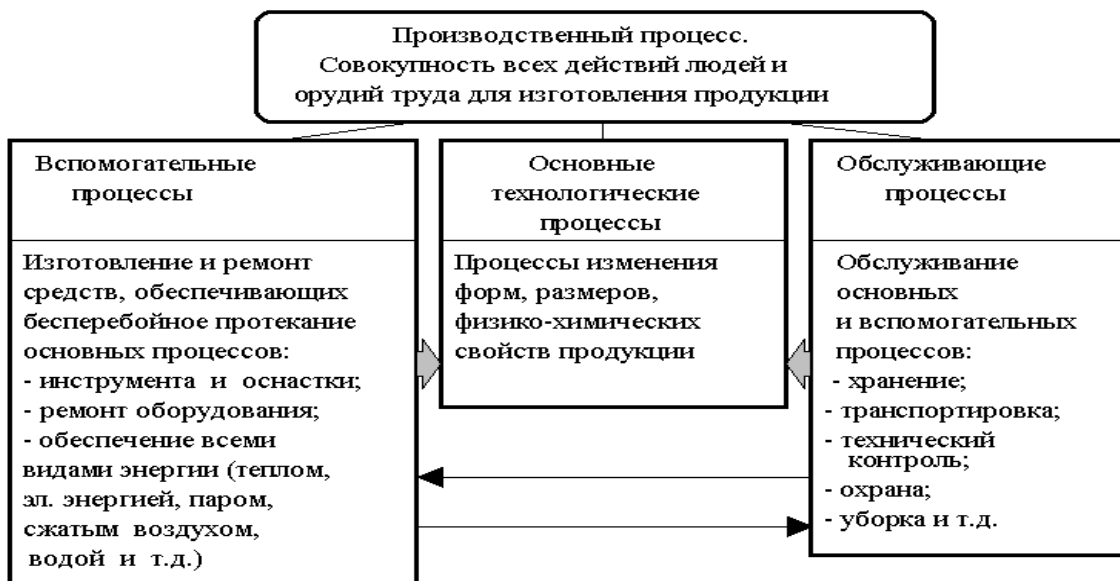 Производственный процесс.
Совокупность всех действий людей и
орудий труда для изготовления продукции
Вспомогательные
процессы
Изготовление и ремонт
средств, обеспечивающих
бесперебойное протекание
основных процессов:
- инструмента и оснастки;
- ремонт оборудования;
- обеспечение всеми
видами энергии (теплом,
эл. энергией, паром,
сжатым воздухом,
водой и т.д.)
Основные
технологические
процессы
Процессы изменения
форм, размеров,
физико-химических
свойств продукции
Обслуживающие
процессы
Обслуживание
основных
и вспомогательных
процессов:
- хранение;
- транспортировка;
- технический
контроль;
- охрана;
- уборка и т.д.